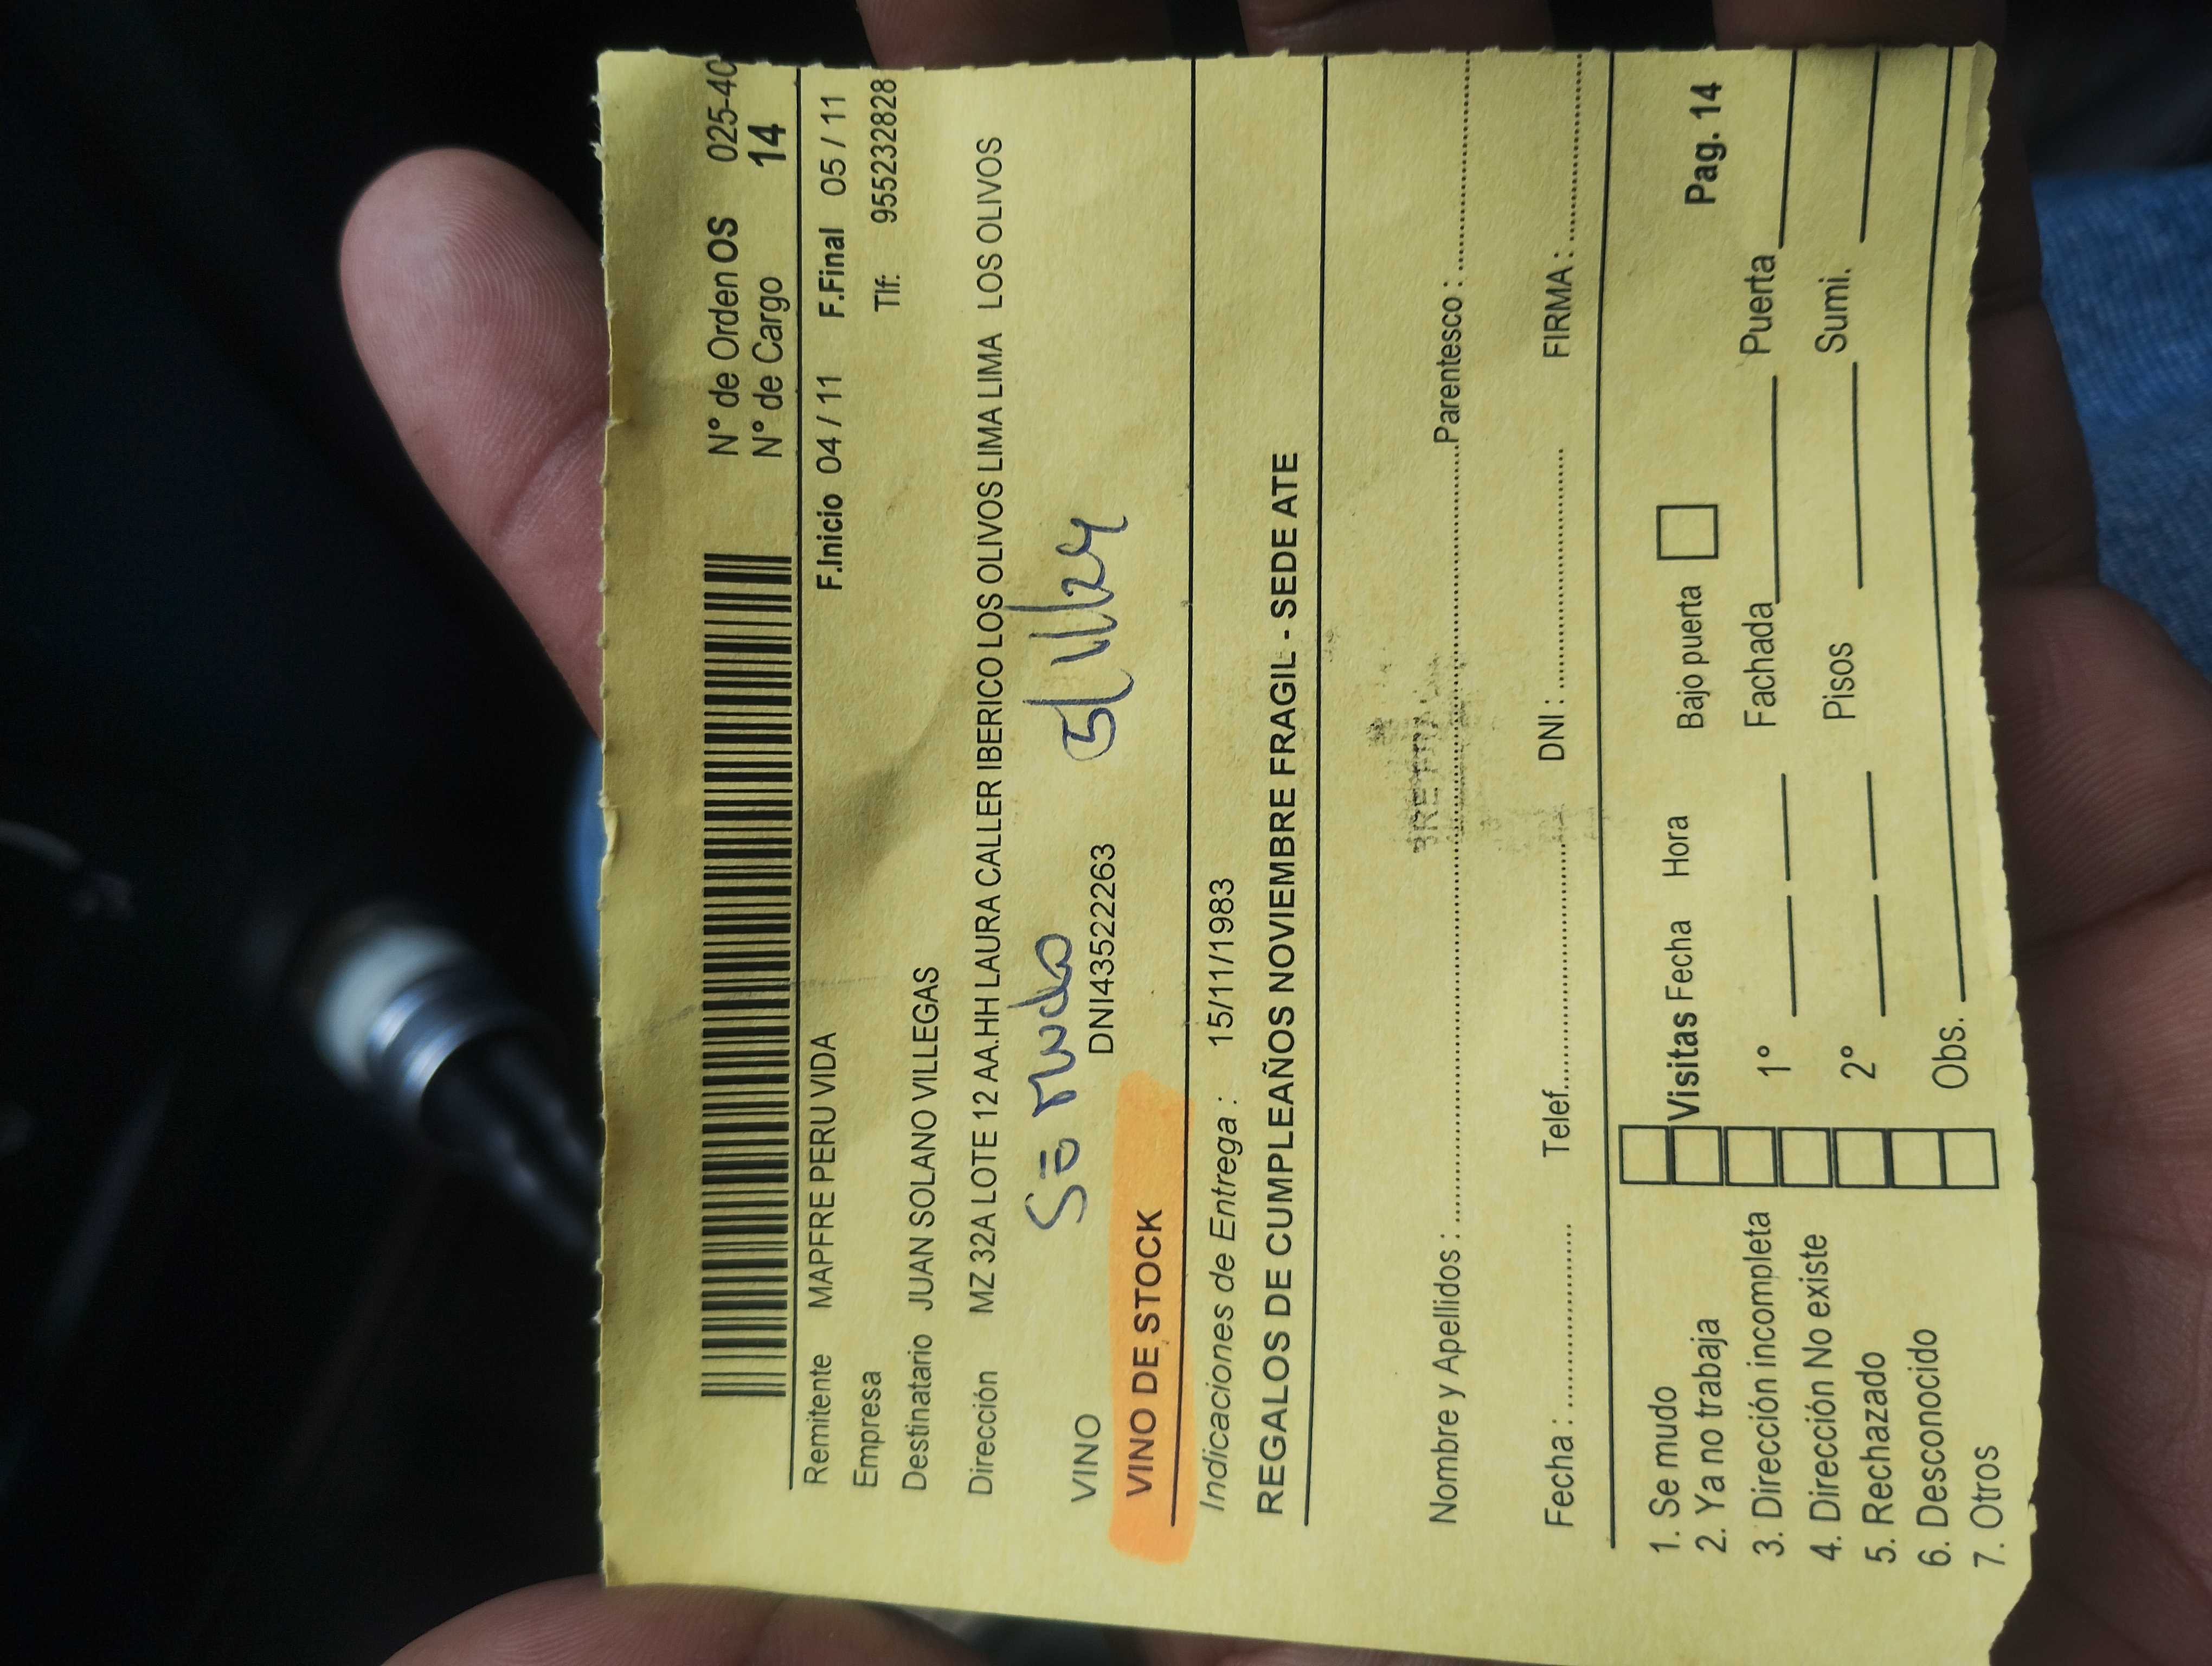 N° de Orden OS 025-40
N° de Cargo 14
F.Inicio 04 / 11 F.Final 05 / 11
Remitente MAPFRE PERU VIDA
Empresa Tlf: 955232828
Destinatario JUAN SOLANO VILLEGAS
Dirección MZ 32A LOTE 12 AA.HH LAURA CALLER IBERICO LOS OLIVOS LIMA LIMA LOS OLIVOS
Se mudo 5/11/24
VINO DNI43522263
VINO DE STOCK
Indicaciones de Entrega : 15/11/1983
REGALOS DE CUMPLEAÑOS NOVIEMBRE FRAGIL - SEDE ATE
Nombre y Apellidos : Parentesco :
Fecha : Telef. DNI : FIRMA :
1. Se mudo
2. Ya no trabaja
3. Dirección incompleta
4. Dirección No existe
5. Rechazado
6. Desconocido
7. Otros
Visitas Fecha Hora Bajo puerta Pag. 14
1° Fachada Puerta
2° Pisos Sumi.
Obs.